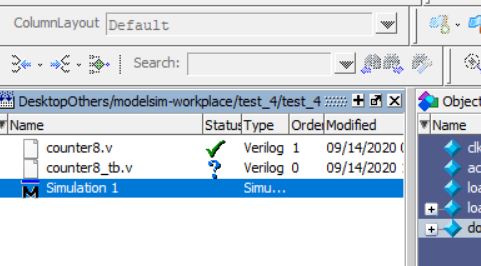 ColumnLayout Default
Search:
DesktopOthers/modelsim-workplace/test_4/test_4
Name Status Type Order Modified
counter8.v Verilog 1 09/14/2020
counter8_tb.v Verilog 0 09/14/2020
Simulation 1 Simu...
Object
Name
clk
loa
loa
do